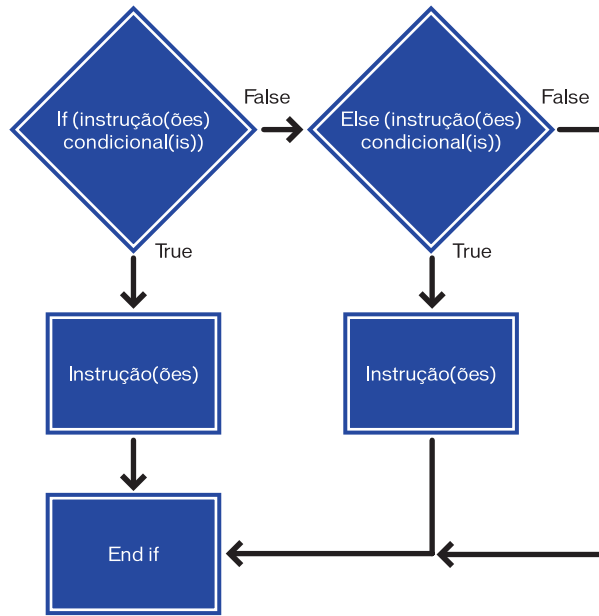 If (instrução(ões)
condicional(is))
False
Else (instrução(ões)
condicional(is))
False
True
True
Instrução(ões)
Instrução(ões)
End if